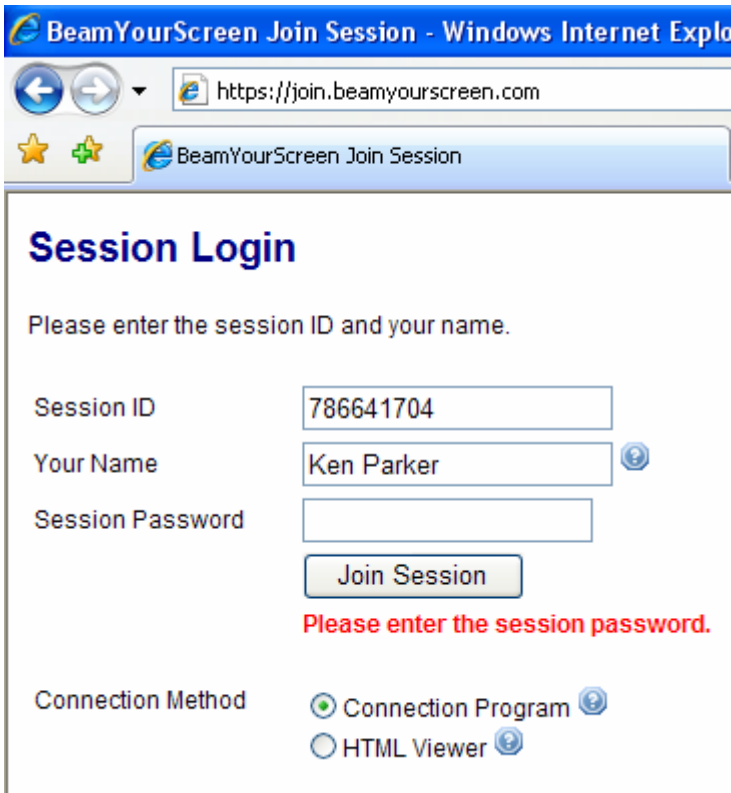 BeamYourScreen Join Session - Windows Internet Explo
https://join.beamyourscreen.com
BeamYourScreen Join Session
Session Login
Please enter the session ID and your name.
Session ID 786641704
Your Name Ken Parker ?
Session Password
Join Session
Please enter the session password.
Connection Method Connection Program ?
HTML Viewer ?